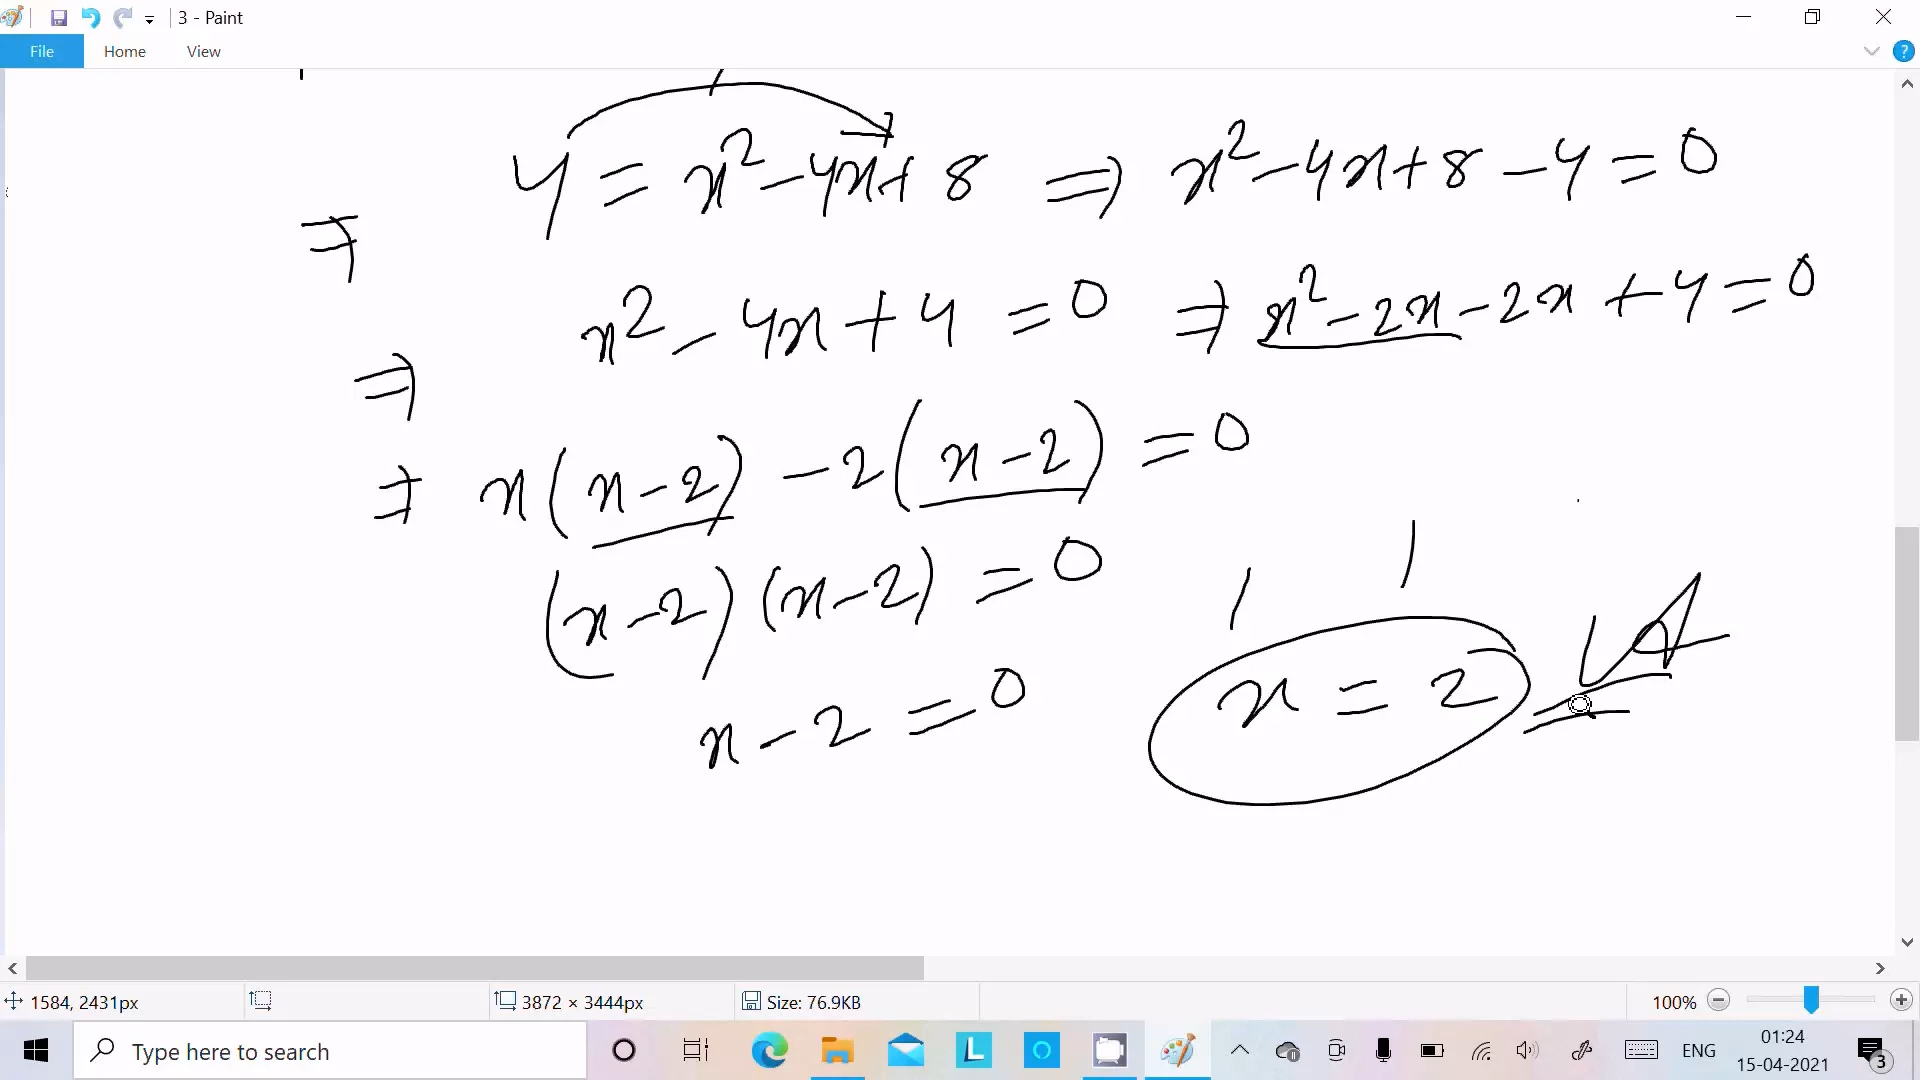 3 - Paint
File Home View
4 = x² - 4x + 8 ⇒ x² - 4x + 8 - 4 = 0
⇒ x² - 4x + 4 = 0 ⇒ x² - 2x - 2x + 4 = 0
⇒
⇒ x(x - 2) - 2(x - 2) = 0
(x - 2)(x - 2) = 0
x - 2 = 0 x = 2
1584, 2431px 3872 × 3444px Size: 76.9KB 100%
Type here to search ENG 01:24
15-04-2021 3